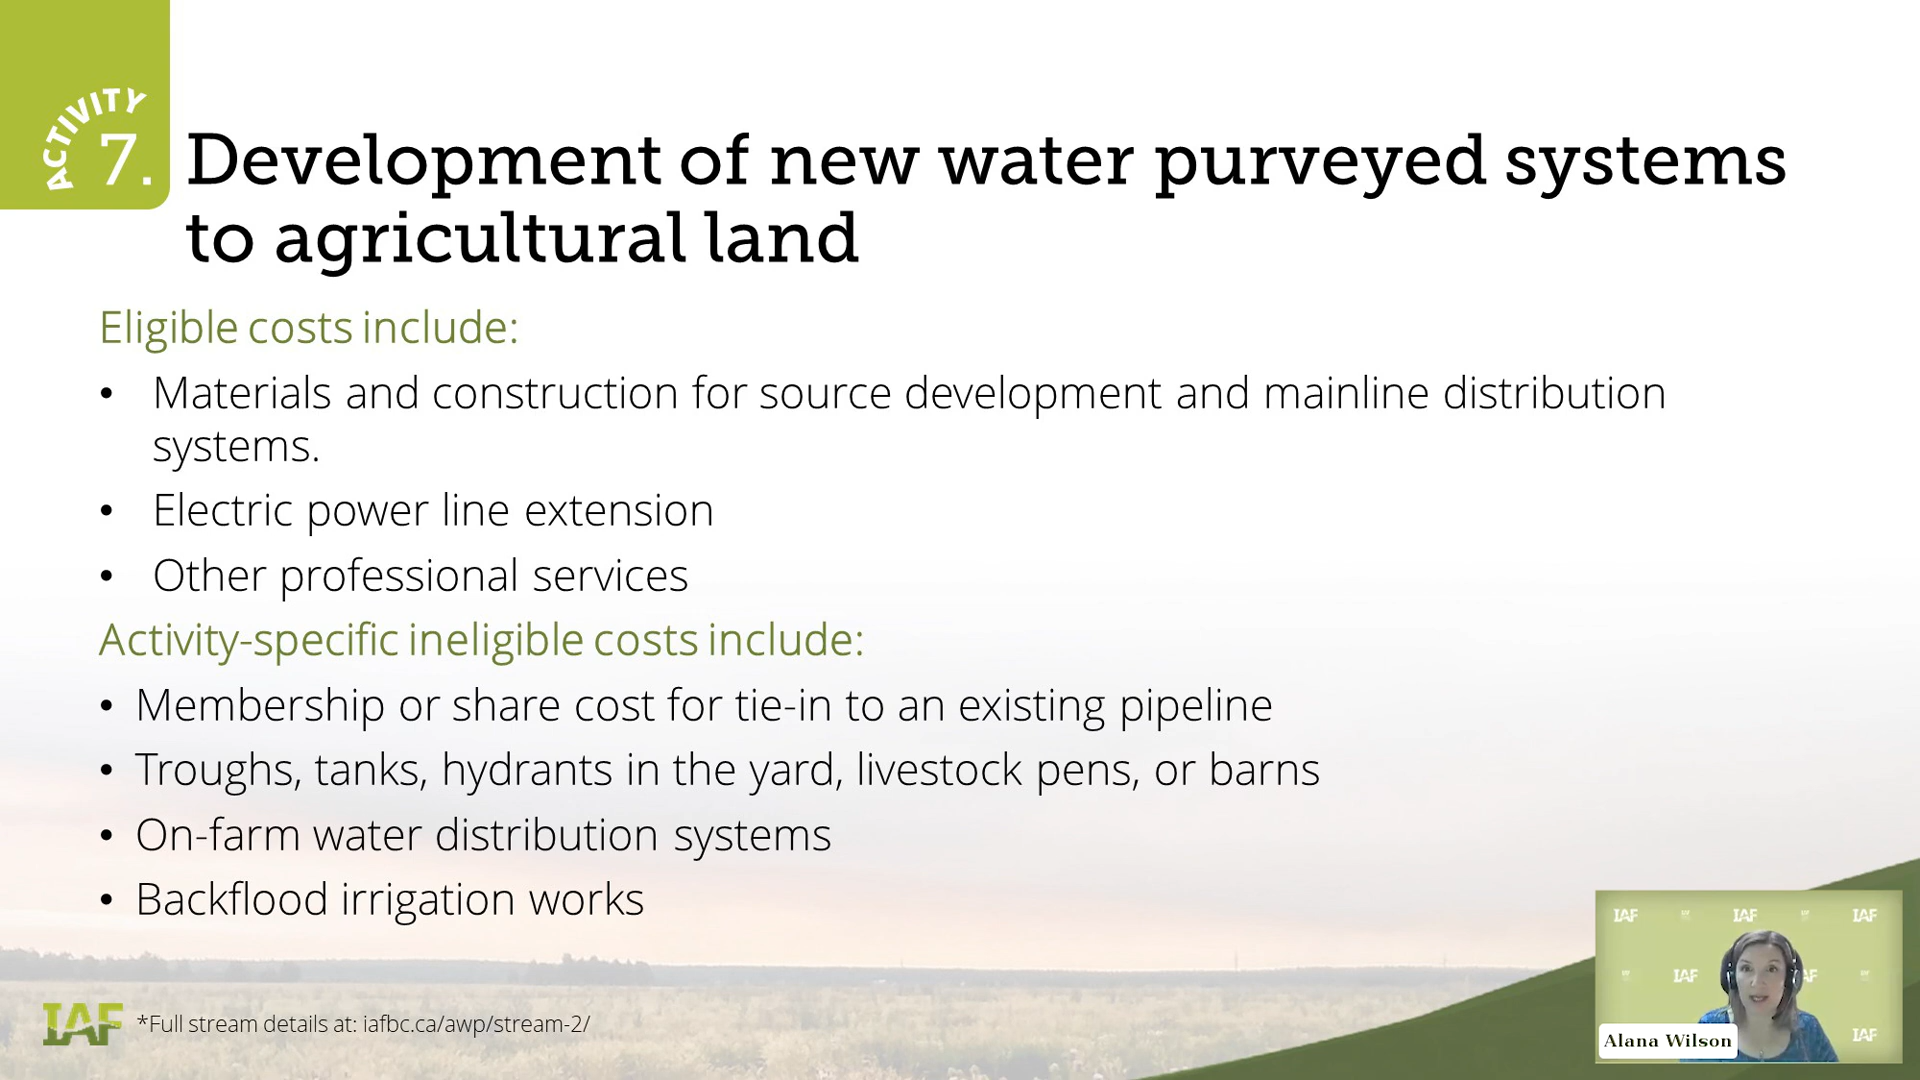 ACTIVITY
7.
Development of new water purveyed systems
to agricultural land
Eligible costs include:
• Materials and construction for source development and mainline distribution
systems.
• Electric power line extension
• Other professional services
Activity-specific ineligible costs include:
• Membership or share cost for tie-in to an existing pipeline
• Troughs, tanks, hydrants in the yard, livestock pens, or barns
• On-farm water distribution systems
• Backflood irrigation works
IAF
*Full stream details at: iafbc.ca/awp/stream-2/
IAF IAF IAF
IAF AF
IAF
Alana Wilson